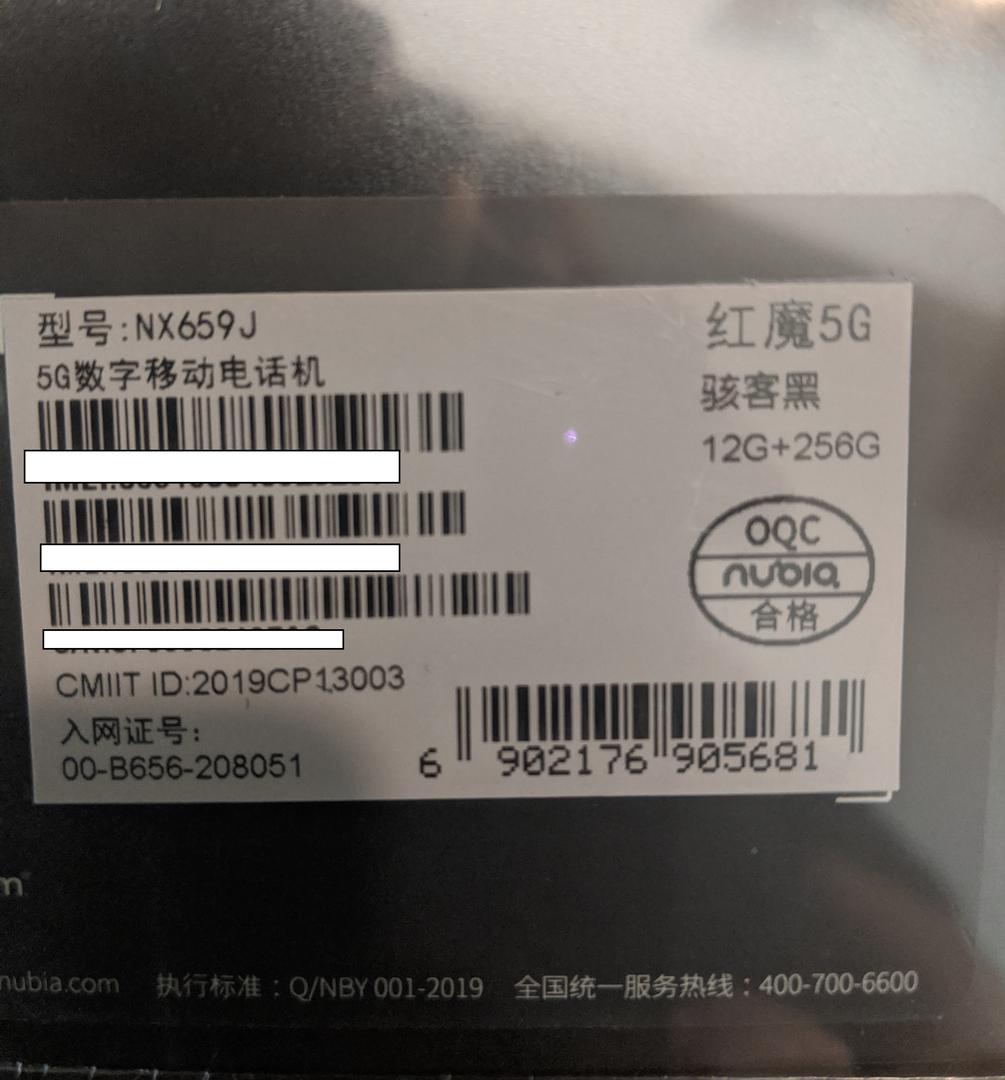 型号:NX659J
5G数字移动电话机
红魔5G
骇客黑
12G+256G
OQC
nubia
合格
CMIIT ID:2019CP13003
入网证号:
00-B656-208051
6 902176 905681
m
nubia.com 执行标准:Q/NBY 001-2019 全国统一服务热线:400-700-6600